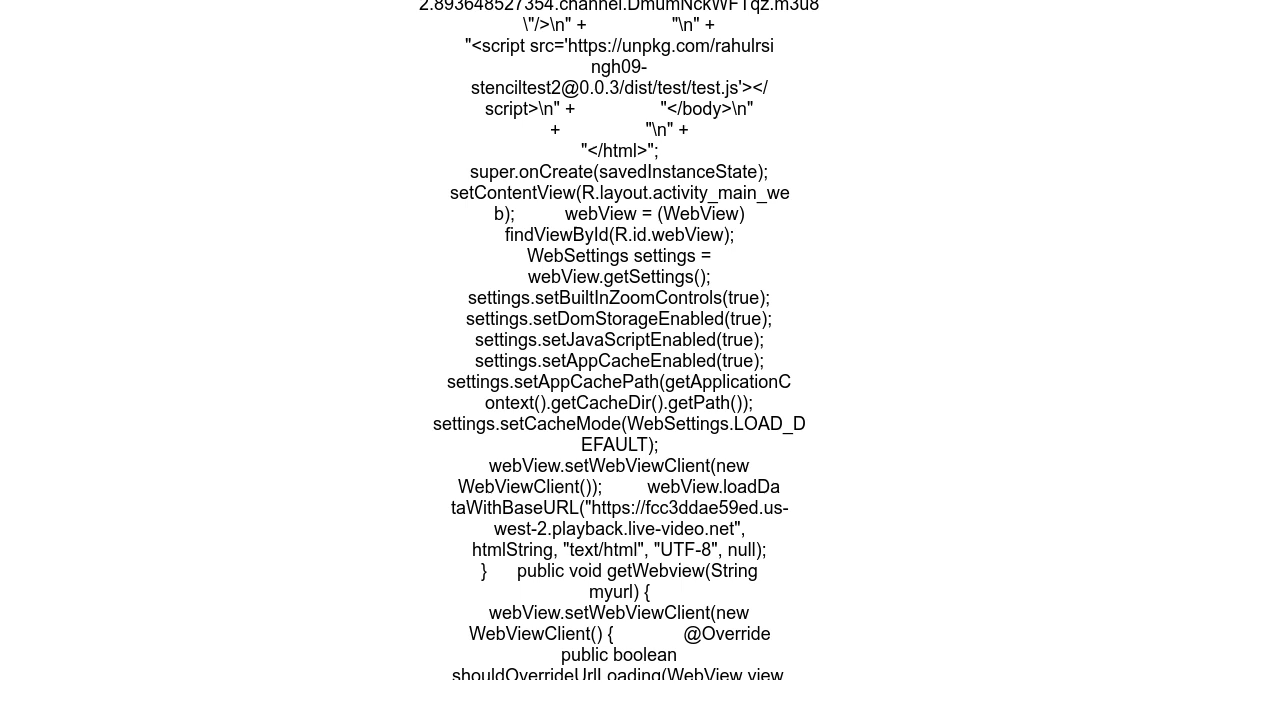 2.893648527354.channel.DmumNckWFTqz.m3u8
\"/>\n" +                 "\n" +
"<script src='https://unpkg.com/rahulrsi
ngh09-
stenciltest2@0.0.3/dist/test/test.js'></
script>\n" +                 "</body>\n"
+                 "\n" +
"</html>";
super.onCreate(savedInstanceState);
setContentView(R.layout.activity_main_we
b);          webView = (WebView)
findViewById(R.id.webView);
WebSettings settings =
webView.getSettings();
settings.setBuiltInZoomControls(true);
settings.setDomStorageEnabled(true);
settings.setJavaScriptEnabled(true);
settings.setAppCacheEnabled(true);
settings.setAppCachePath(getApplicationC
ontext().getCacheDir().getPath());
settings.setCacheMode(WebSettings.LOAD_D
EFAULT);
webView.setWebViewClient(new
WebViewClient());         webView.loadDa
taWithBaseURL("https://fcc3ddae59ed.us-
west-2.playback.live-video.net",
htmlString, "text/html", "UTF-8", null);
}      public void getWebview(String
myurl) {
webView.setWebViewClient(new
WebViewClient() {              @Override
public boolean
shouldOverrideUrlLoading(WebView view